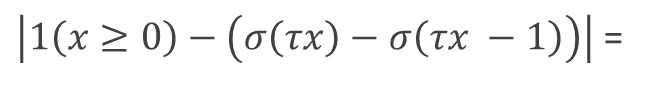 |1(x ≥ 0) − (σ(τx) − σ(τx − 1))| =